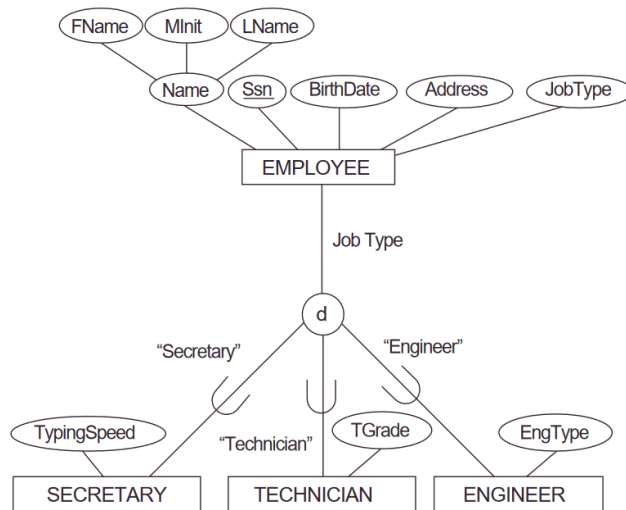 FName MInit LName
Name Ssn BirthDate Address JobType
EMPLOYEE
Job Type
d
“Secretary” “Engineer”
TypingSpeed “Technician” TGrade EngType
SECRETARY TECHNICIAN ENGINEER